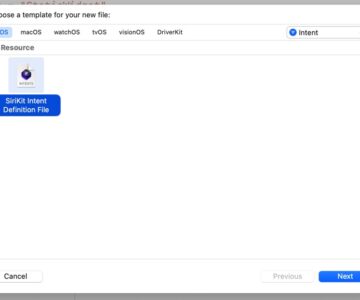 oose a template for your new file:
OS macOS watchOS tvOS visionOS DriverKit Intent
Resource
INTENTS
SiriKit Intent
Definition File
Cancel Previous Next